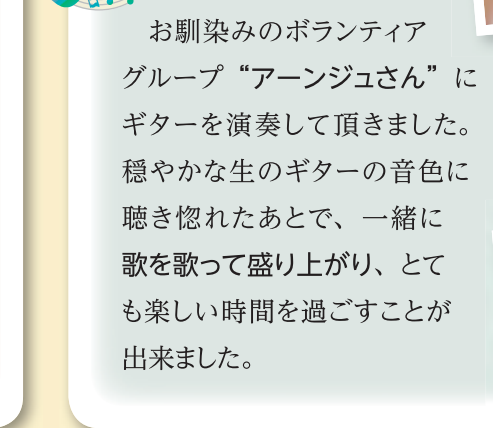 お馴染みのボランティア
グループ“アーンジュさん”に
ギターを演奏して頂きました。
穏やかな生のギターの音色に
聴き惚れたあとで、一緒に
歌を歌って盛り上がり、とて
も楽しい時間を過ごすことが
出来ました。